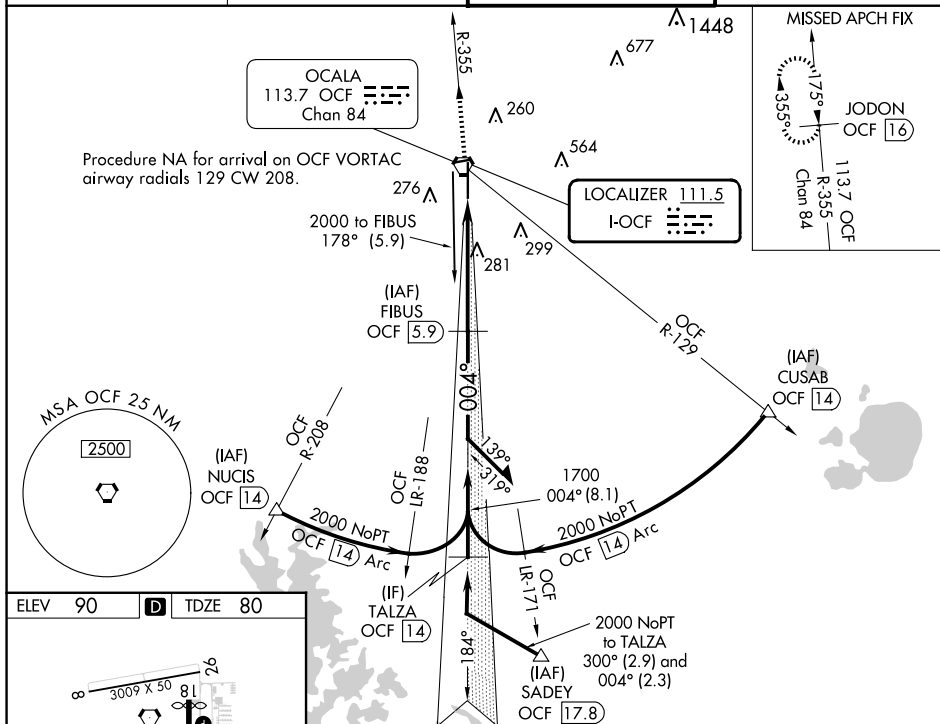 1448
677
R-355
OCALA
113.7 OCF
Chan 84
260
564
Procedure NA for arrival on OCF VORTAC
airway radials 129 CW 208.
276
LOCALIZER 111.5
I-OCF
2000 to FIBUS
178° (5.9)
299
281
MISSED APCH FIX
355°
175°
JODON
OCF 16
113.7 OCF
R-355
Chan 84
(IAF)
FIBUS
OCF 5.9
OCF
R-129
(IAF)
CUSAB
OCF 14
004°
MSA OCF 25 NM
2500
(IAF)
NUCIS
OCF 14
OCF
R-208
OCF
LR-188
139°
319°
1700
004° (8.1)
2000 NoPT
OCF 14 Arc
2000 NoPT
OCF 14 Arc
(IF)
TALZA
OCF 14
OCF
LR-171
2000 NoPT
to TALZA
300° (2.9) and
004° (2.3)
184°
(IAF)
SADEY
OCF 17.8
ELEV 90 D TDZE 80
8
3009 X 50
26
18